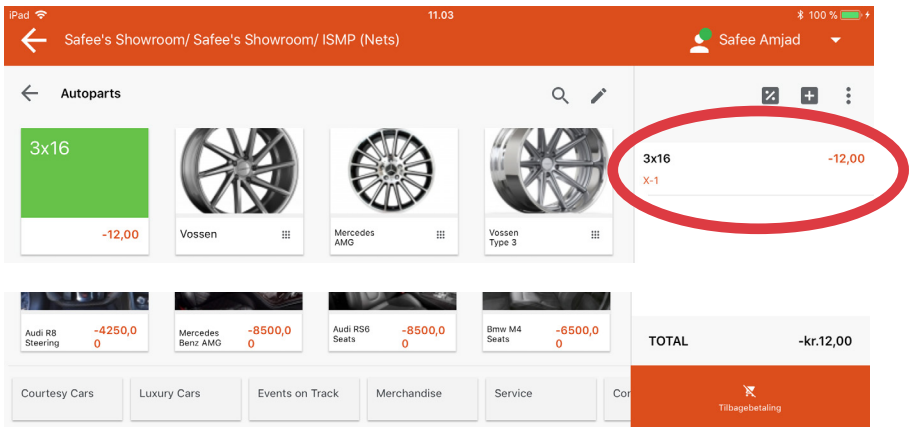 iPad 11.03 100 %
Safee's Showroom/ Safee's Showroom/ ISMP (Nets) Safee Amjad
Autoparts
3x16
-12,00
Vossen
Mercedes
AMG
Vossen
Type 3
3x16 -12,00
X-1
Audi R8
Steering
-4250,0
0
Mercedes
Benz AMG
-8500,0
0
Audi RS6
Seats
-8500,0
0
Bmw M4
Seats
-6500,0
0
TOTAL -kr.12,00
Courtesy Cars Luxury Cars Events on Track Merchandise Service Cor
Tilbagebetaling